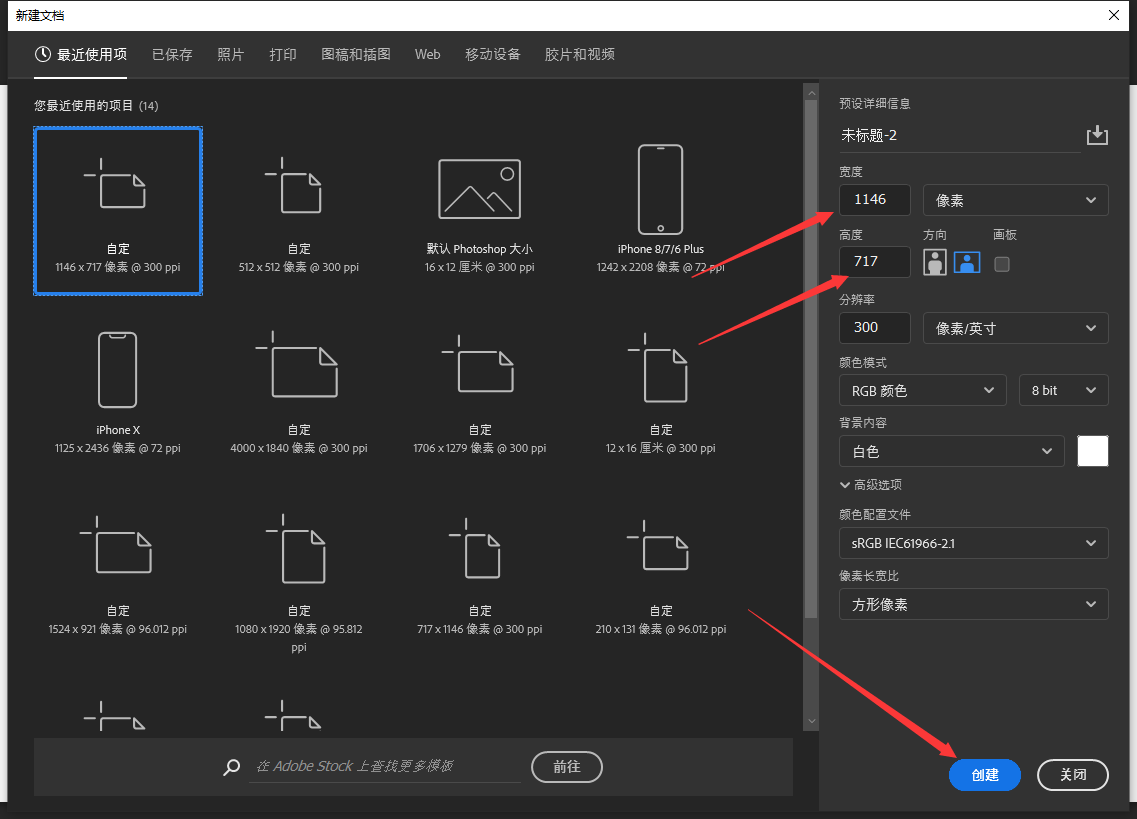 新建文档
最近使用项 已保存 照片 打印 图稿和插图 Web 移动设备 胶片和视频
您最近使用的项目 (14)
自定
1146 x 717 像素 @ 300 ppi
自定
512 x 512 像素 @ 300 ppi
默认 Photoshop 大小
16 x 12 厘米 @ 300 ppi
iPhone 8/7/6 Plus
1242 x 2208 像素 @ 72 ppi
iPhone X
1125 x 2436 像素 @ 72 ppi
自定
4000 x 1840 像素 @ 300 ppi
自定
1706 x 1279 像素 @ 300 ppi
自定
12 x 16 厘米 @ 300 ppi
自定
1524 x 921 像素 @ 96.012 ppi
自定
1080 x 1920 像素 @ 95.812
ppi
自定
717 x 1146 像素 @ 300 ppi
自定
210 x 131 像素 @ 96.012 ppi
在 Adobe Stock 上查找更多模板
前往
预设详细信息
未标题-2
宽度
1146 像素
高度 方向 画板
717
分辨率
300 像素/英寸
颜色模式
RGB 颜色 8 bit
背景内容
白色
高级选项
颜色配置文件
sRGB IEC61966-2.1
像素长宽比
方形像素
创建 关闭